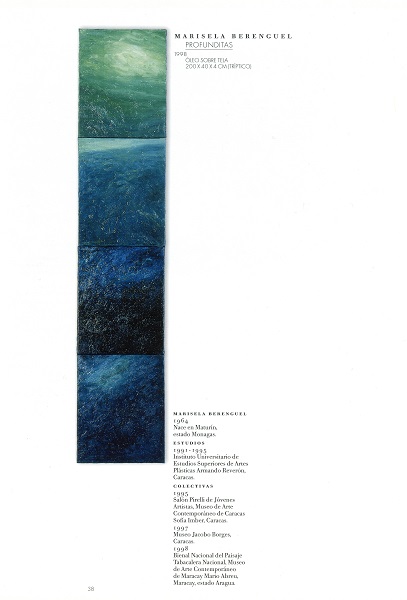 MARISELA BERENGUEL
PROFUNDITAS
1998
ÓLEO SOBRE TELA
200 X 40 X 4 CM (TRÍPTICO)
MARISELA BERENGUEL
1964
Nace en Maturín,
estado Monagas.
ESTUDIOS
1991-1995
Instituto Universitario de
Estudios Superiores de Artes
Plásticas Armando Reverón,
Caracas.
COLECTIVAS
1995
Salón Pirelli de Jóvenes
Artistas, Museo de Arte
Contemporáneo de Caracas
Sofía Imber, Caracas.
1997
Museo Jacobo Borges,
Caracas.
1998
Bienal Nacional del Paisaje
Tabacalera Nacional, Museo
de Arte Contemporáneo
de Maracay Mario Abreu,
Maracay, estado Aragua.
38